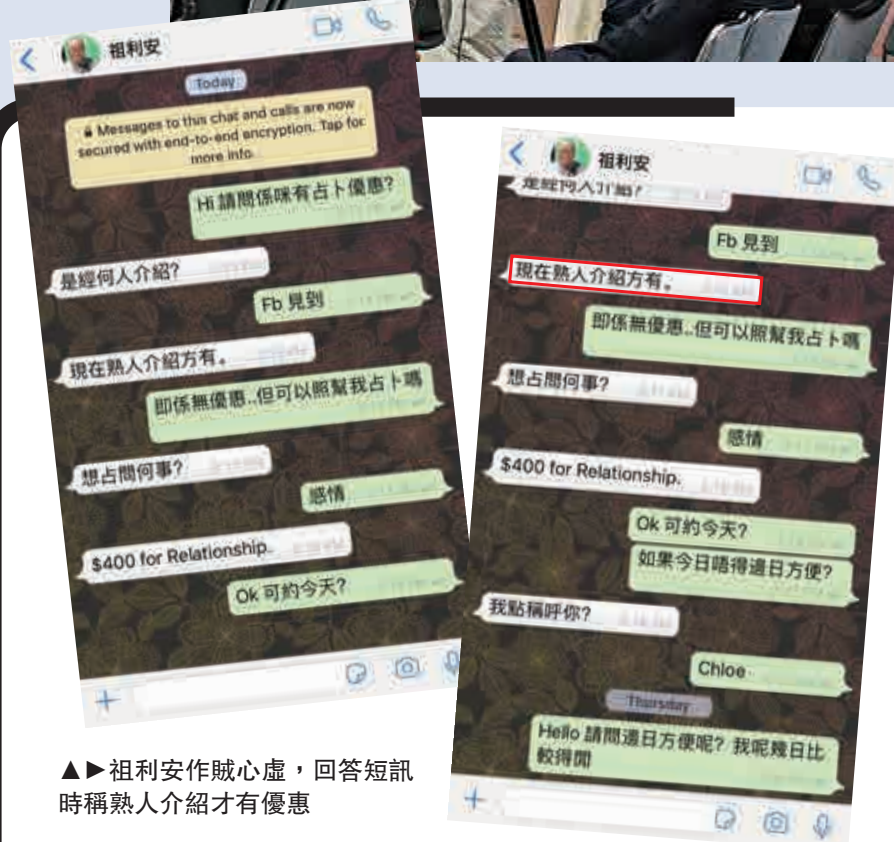 祖利安
Today
Messages to this chat and calls are now
secured with end-to-end encryption. Tap for
more info.
Hi 請問係咪有占卜優惠?
是經何人介紹?
Fb 見到
現在熟人介紹方有。
即係無優惠..但可以照幫我占卜嗎
想占問何事?
感情
$400 for Relationship.
Ok 可約今天?
▲►祖利安作賊心虛，回答短訊
時稱熟人介紹才有優惠
祖利安
是經何人介紹?
Fb 見到
現在熟人介紹方有。
即係無優惠..但可以照幫我占卜嗎
想占問何事?
感情
$400 for Relationship.
Ok 可約今天?
如果今日唔得邊日方便?
我點稱呼你?
Chloe
Thursday
Hello 請問邊日方便呢? 我呢幾日比
較得閒